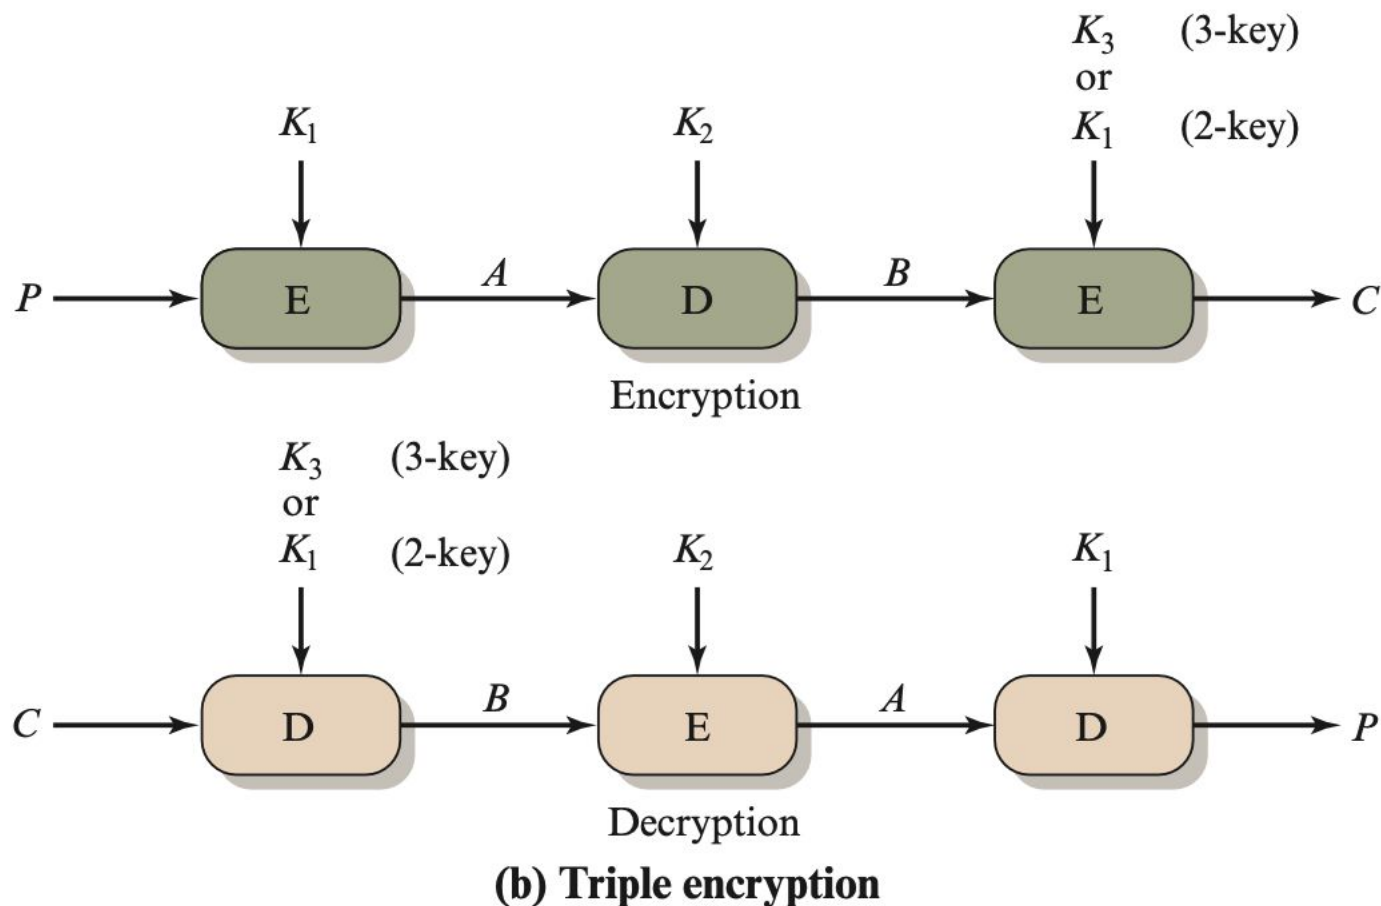 K₃ (3-key)
or
K₁ K₂ K₁ (2-key)
P E A D B E C
Encryption
K₃ (3-key)
or
K₁ (2-key) K₂ K₁
C D B E A D P
Decryption
(b) Triple encryption